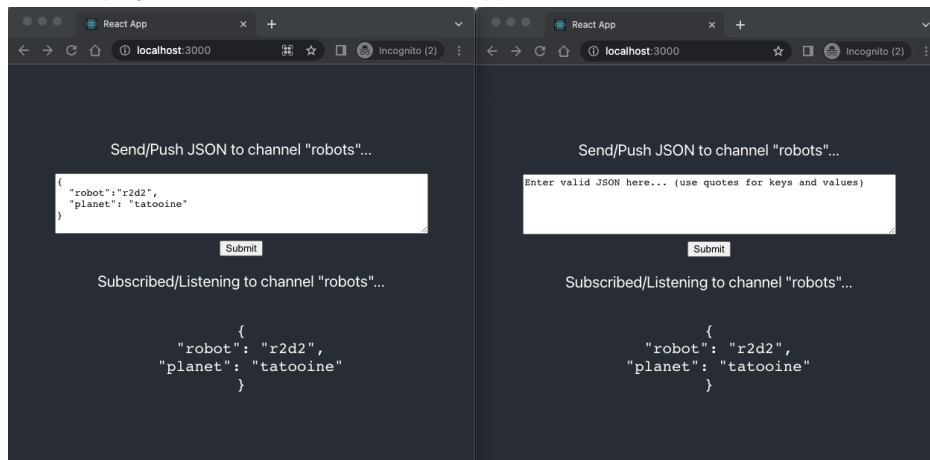 React App
localhost:3000
Incognito (2)
Send/Push JSON to channel "robots"...
{
"robot":"r2d2",
"planet": "tatooine"
}
Submit
Subscribed/Listening to channel "robots"...
{
"robot": "r2d2",
"planet": "tatooine"
}
React App
localhost:3000
Incognito (2)
Send/Push JSON to channel "robots"...
Enter valid JSON here... (use quotes for keys and values)
Submit
Subscribed/Listening to channel "robots"...
{
"robot": "r2d2",
"planet": "tatooine"
}